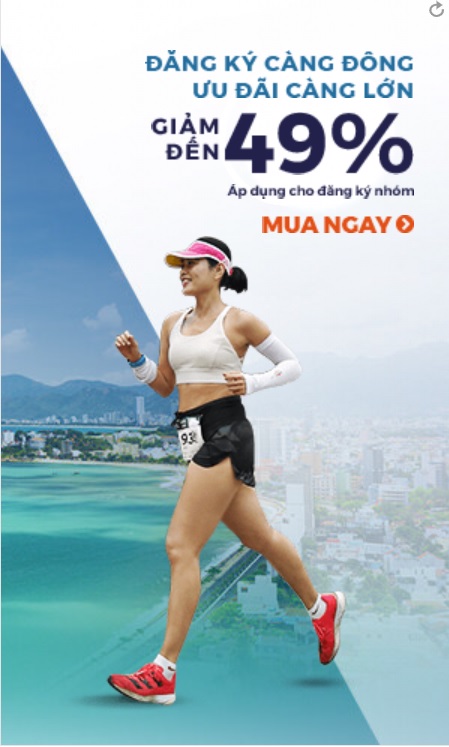 ĐĂNG KÝ CÀNG ĐÔNG
ƯU ĐÃI CÀNG LỚN
GIẢM
ĐẾN
49%
Áp dụng cho đăng ký nhóm
MUA NGAY